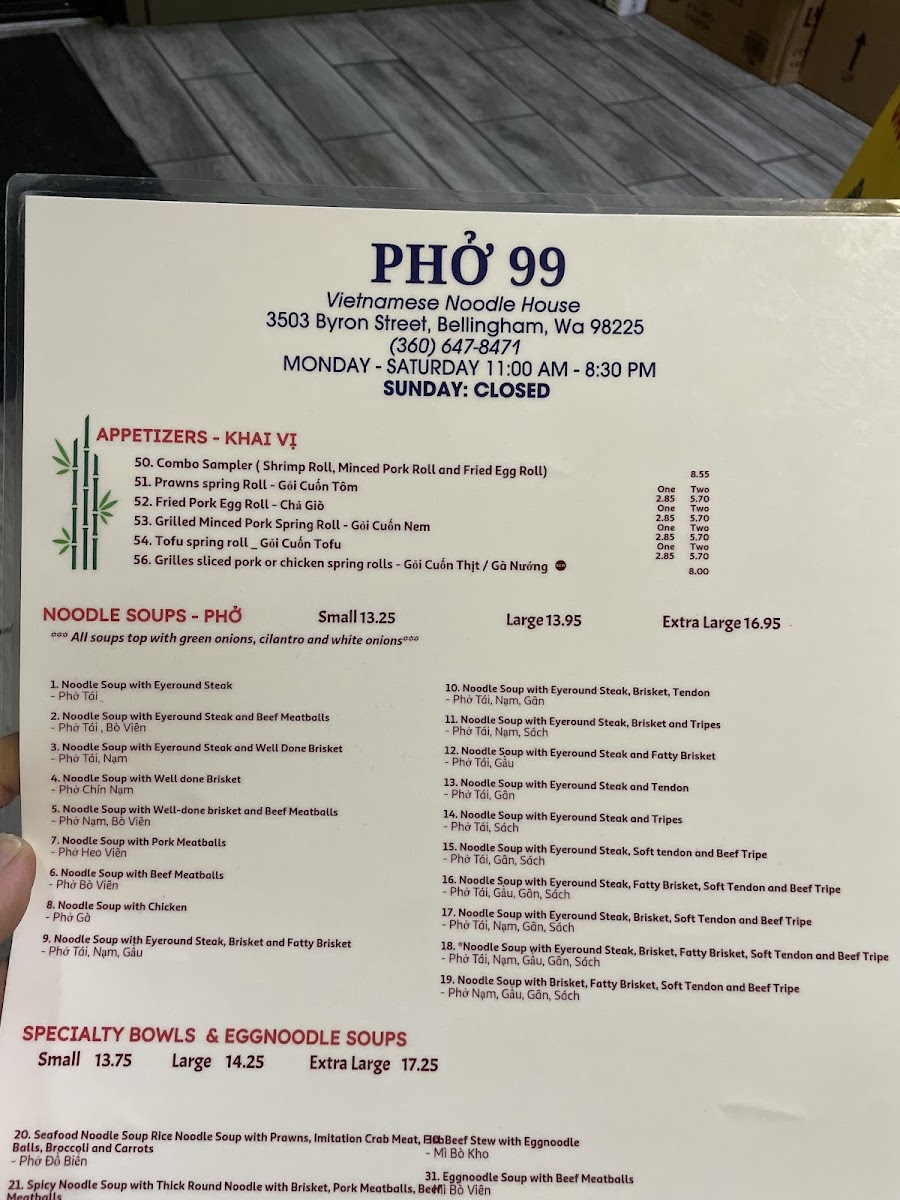 PHỞ 99
Vietnamese Noodle House
3503 Byron Street, Bellingham, Wa 98225
(360) 647-8471
MONDAY - SATURDAY 11:00 AM - 8:30 PM
SUNDAY: CLOSED
APPETIZERS - KHAI VỊ
50. Combo Sampler ( Shrimp Roll, Minced Pork Roll and Fried Egg Roll) 8.55
51. Prawns spring Roll - Gỏi Cuốn Tôm One 2.85 Two 5.70
52. Fried Pork Egg Roll - Chả Giò One 2.85 Two 5.70
53. Grilled Minced Pork Spring Roll - Gỏi Cuốn Nem One 2.85 Two 5.70
54. Tofu spring roll _ Gỏi Cuốn Tofu One 2.85 Two 5.70
56. Grilles sliced pork or chicken spring rolls - Gỏi Cuốn Thịt / Gà Nướng 8.00
NOODLE SOUPS - PHỞ Small 13.25 Large 13.95 Extra Large 16.95
*** All soups top with green onions, cilantro and white onions***
1. Noodle Soup with Eyeround Steak
- Phở Tái
2. Noodle Soup with Eyeround Steak and Beef Meatballs
- Phở Tái , Bò Viên
3. Noodle Soup with Eyeround Steak and Well Done Brisket
- Phở Tái, Nạm
4. Noodle Soup with Well done Brisket
- Phở Chín Nạm
5. Noodle Soup with Well-done brisket and Beef Meatballs
- Phở Nạm, Bò Viên
7. Noodle Soup with Pork Meatballs
- Phở Heo Viên
6. Noodle Soup with Beef Meatballs
- Phở Bò Viên
8. Noodle Soup with Chicken
- Phở Gà
9. Noodle Soup with Eyeround Steak, Brisket and Fatty Brisket
- Phở Tái, Nạm, Gầu
10. Noodle Soup with Eyeround Steak, Brisket, Tendon
- Phở Tái, Nạm, Gân
11. Noodle Soup with Eyeround Steak, Brisket and Tripes
- Phở Tái, Nạm, Sách
12. Noodle Soup with Eyeround Steak and Fatty Brisket
- Phở Tái, Gầu
13. Noodle Soup with Eyeround Steak and Tendon
- Phở Tái, Gân
14. Noodle Soup with Eyeround Steak and Tripes
- Phở Tái, Sách
15. Noodle Soup with Eyeround Steak, Soft tendon and Beef Tripe
- Phở Tái, Gân, Sách
16. Noodle Soup with Eyeround Steak, Fatty Brisket, Soft Tendon and Beef Tripe
- Phở Tái, Gầu, Gân, Sách
17. Noodle Soup with Eyeround Steak, Brisket, Soft Tendon and Beef Tripe
- Phở Tái, Nạm, Gân, Sách
18. *Noodle Soup with Eyeround Steak, Brisket, Fatty Brisket, Soft Tendon and Beef Tripe
- Phở Tái, Nạm, Gầu, Gân, Sách
19. Noodle Soup with Brisket, Fatty Brisket, Soft Tendon and Beef Tripe
- Phở Nạm, Gầu, Gân, Sách
SPECIALTY BOWLS & EGGNOODLE SOUPS
Small 13.75 Large 14.25 Extra Large 17.25
20. Seafood Noodle Soup Rice Noodle Soup with Prawns, Imitation Crab Meat,
Balls, Broccoli and Carrots
- Phở Đồ Biển
21. Spicy Noodle Soup with Thick Round Noodle with Brisket, Pork Meatballs, Beef
Meatballs
Beef Stew with Eggnoodle
- Mì Bò Kho
31. Eggnoodle Soup with Beef Meatballs
Mì Bò Viên